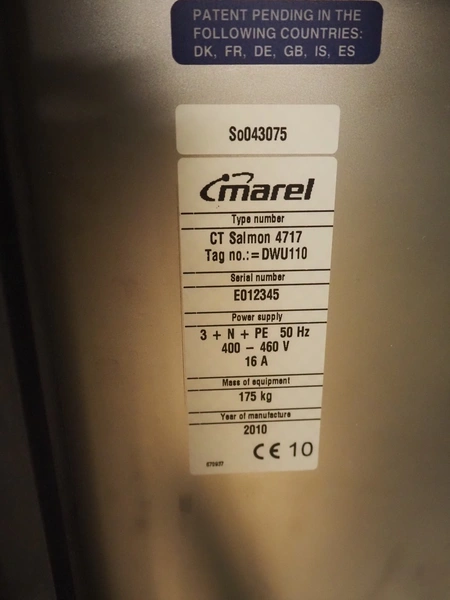 PATENT PENDING IN THE
FOLLOWING COUNTRIES:
DK, FR, DE, GB, IS, ES
So043075
marel
Type number
CT Salmon 4717
Tag no.:=DWU110
Serial number
E012345
Power supply
3 + N + PE 50 Hz
400 - 460 V
16 A
Mass of equipment
175 kg
Year of manufacture
2010
CE 10